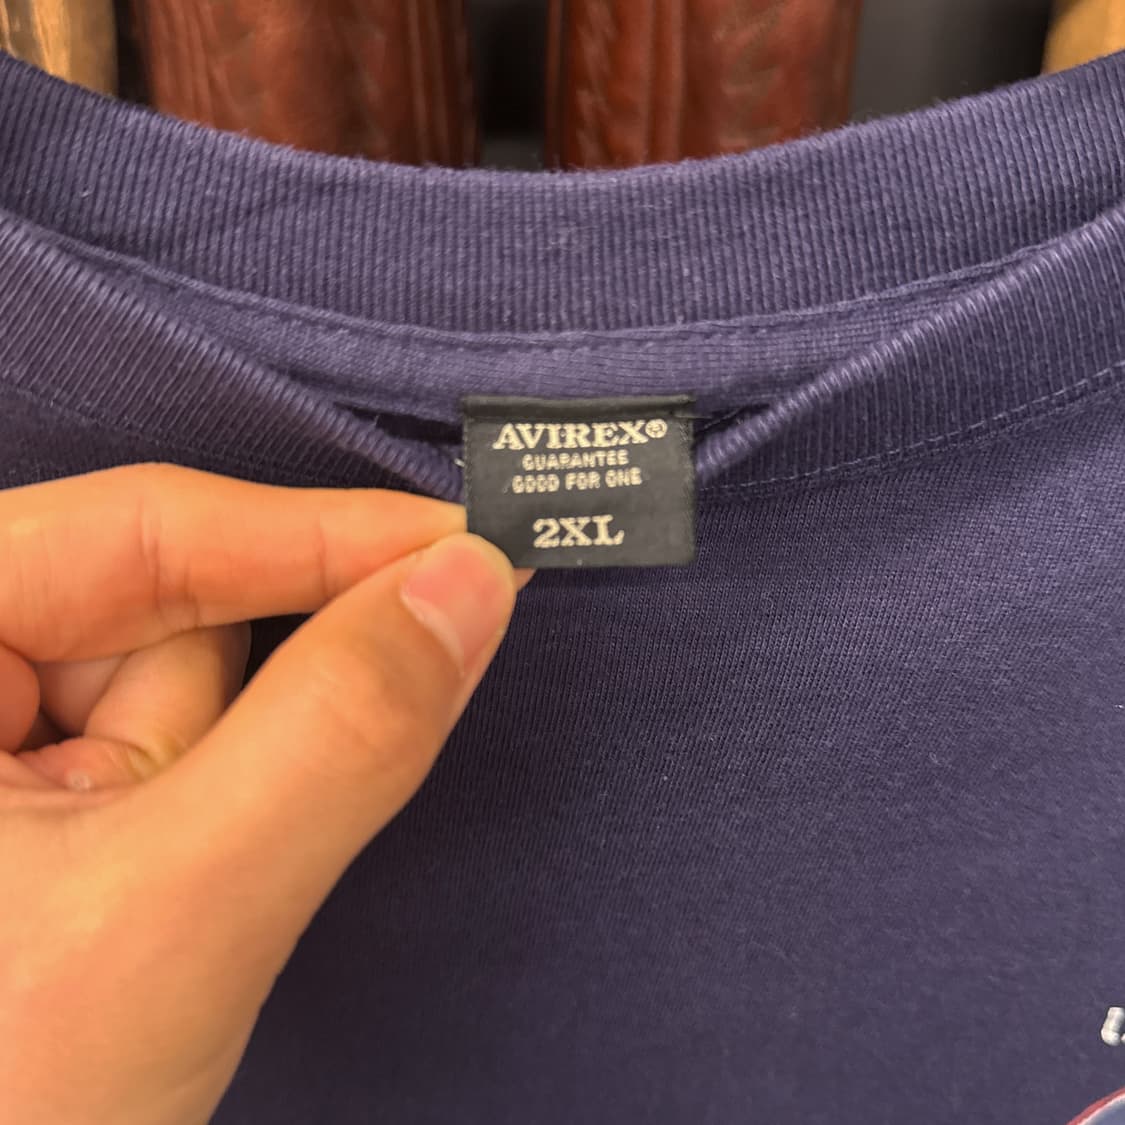 AVIREX®
GUARANTEE
GOOD FOR ONE
2XL